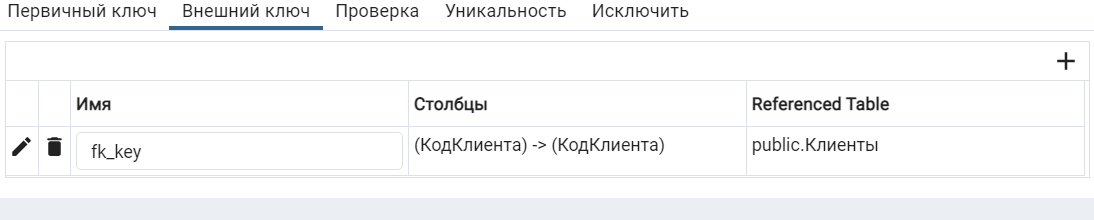 Первичный ключ Внешний ключ Проверка Уникальность Исключить
Имя Столбцы Referenced Table
fk_key (КодКлиента) -> (КодКлиента) public.Клиенты